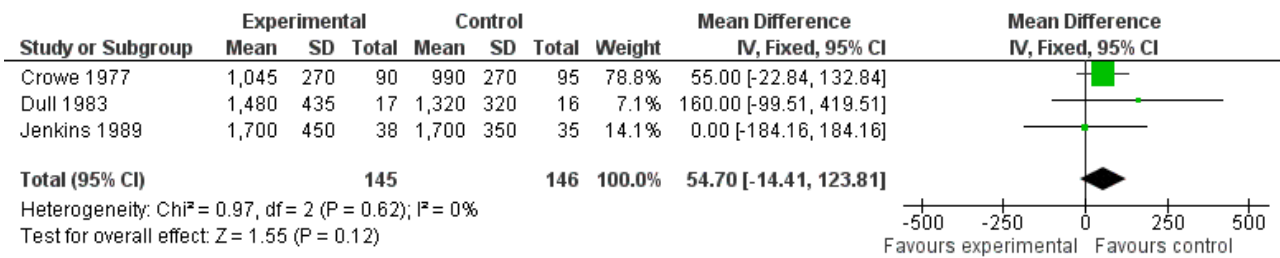 Experimental Control Mean Difference Mean Difference
Study or Subgroup Mean SD Total Mean SD Total Weight IV, Fixed, 95% CI IV, Fixed, 95% CI
Crowe 1977 1,045 270 90 990 270 95 78.8% 55.00 [-22.84, 132.84]
Dull 1983 1,480 435 17 1,320 320 16 7.1% 160.00 [-99.51, 419.51]
Jenkins 1989 1,700 450 38 1,700 350 35 14.1% 0.00 [-184.16, 184.16]
Total (95% CI) 145 146 100.0% 54.70 [-14.41, 123.81]
Heterogeneity: Chi² = 0.97, df = 2 (P = 0.62); I² = 0%
Test for overall effect: Z = 1.55 (P = 0.12)
-500 -250 0 250 500
Favours experimental Favours control